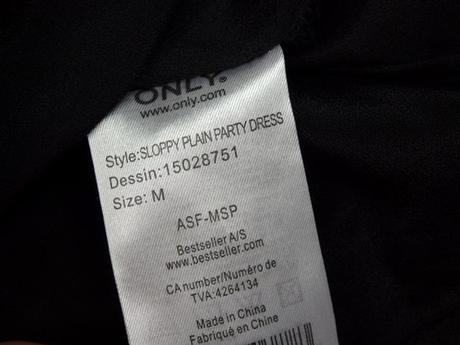 ONLY.
www.only.com
Style:SLOPPY PLAIN PARTY DRESS
Dessin:15028751
Size: M
ASF-MSP
Bestseller A/S
www.bestseller.com
CA number/Numéro de
TVA:4264134
Made in China
Fabriqué en Chine